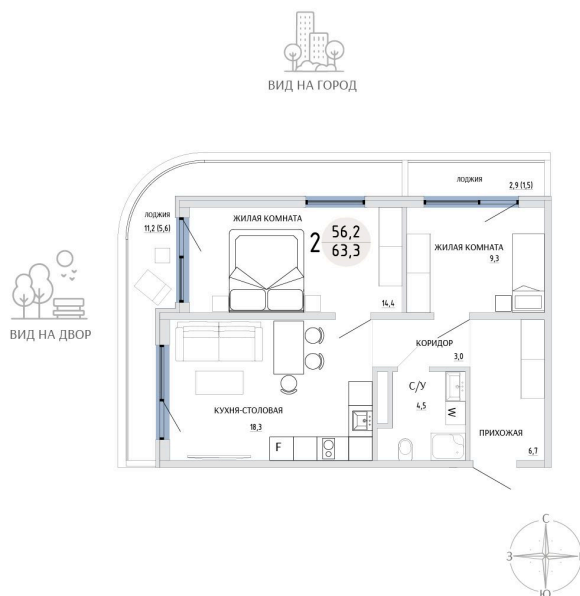 ВИД НА ГОРОД
ЛОДЖИЯ
2,9 (1,5)
ЛОДЖИЯ
11,2 (5,6)
ЖИЛАЯ КОМНАТА
2
56,2
63,3
14,4
ЖИЛАЯ КОМНАТА
9,3
ВИД НА ДВОР
КОРИДОР
3,0
С/У
4,5
W
КУХНЯ-СТОЛОВАЯ
18,3
F
ПРИХОЖАЯ
6,7
С
З
Ю